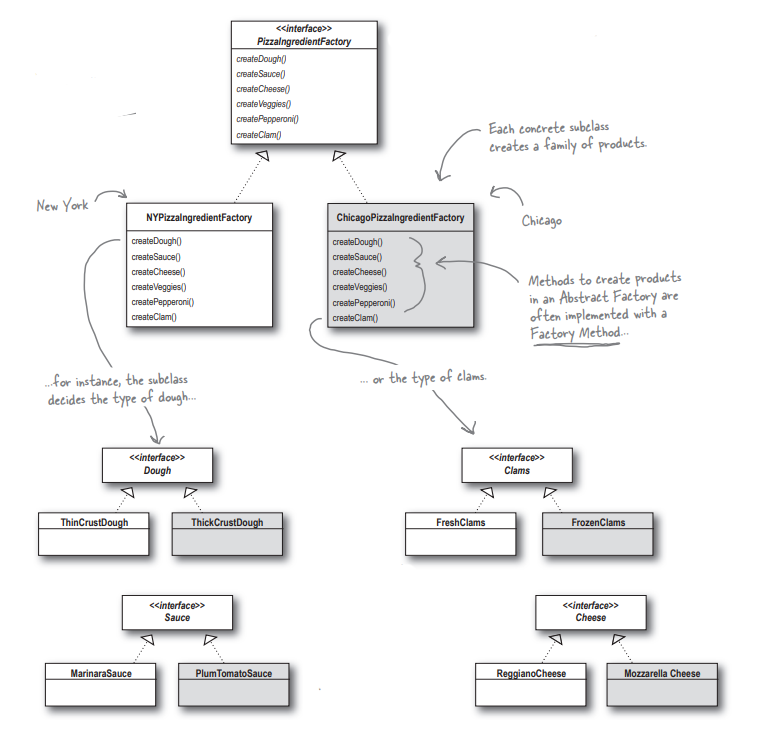 <<interface>>
PizzaIngredientFactory
createDough()
createSauce()
createCheese()
createVeggies()
createPepperoni()
createClam()
Each concrete subclass
creates a family of products.
New York
NYPizzaIngredientFactory
createDough()
createSauce()
createCheese()
createVeggies()
createPepperoni()
createClam()
ChicagoPizzaIngredientFactory
createDough()
createSauce()
createCheese()
createVeggies()
createPepperoni()
createClam()
Chicago
Methods to create products
in an Abstract Factory are
often implemented with a
Factory Method...
...for instance, the subclass
decides the type of dough...
... or the type of clams.
<<interface>>
Dough
ThinCrustDough
ThickCrustDough
<<interface>>
Clams
FreshClams
FrozenClams
<<interface>>
Sauce
MarinaraSauce
PlumTomatoSauce
<<interface>>
Cheese
ReggianoCheese
Mozzarella Cheese